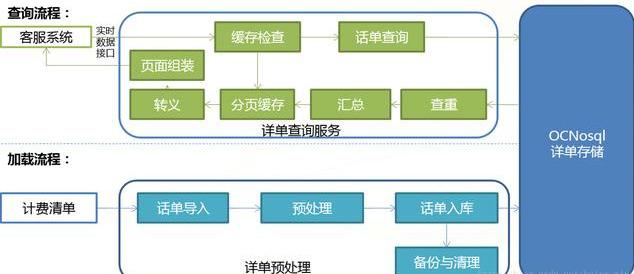 查询流程：
客服系统
实时
数据
接口
缓存检查
话单查询
页面组装
转义
分页缓存
汇总
查重
详单查询服务
OCNosql
详单存储
加载流程：
计费清单
话单导入
预处理
话单入库
备份与清理
详单预处理